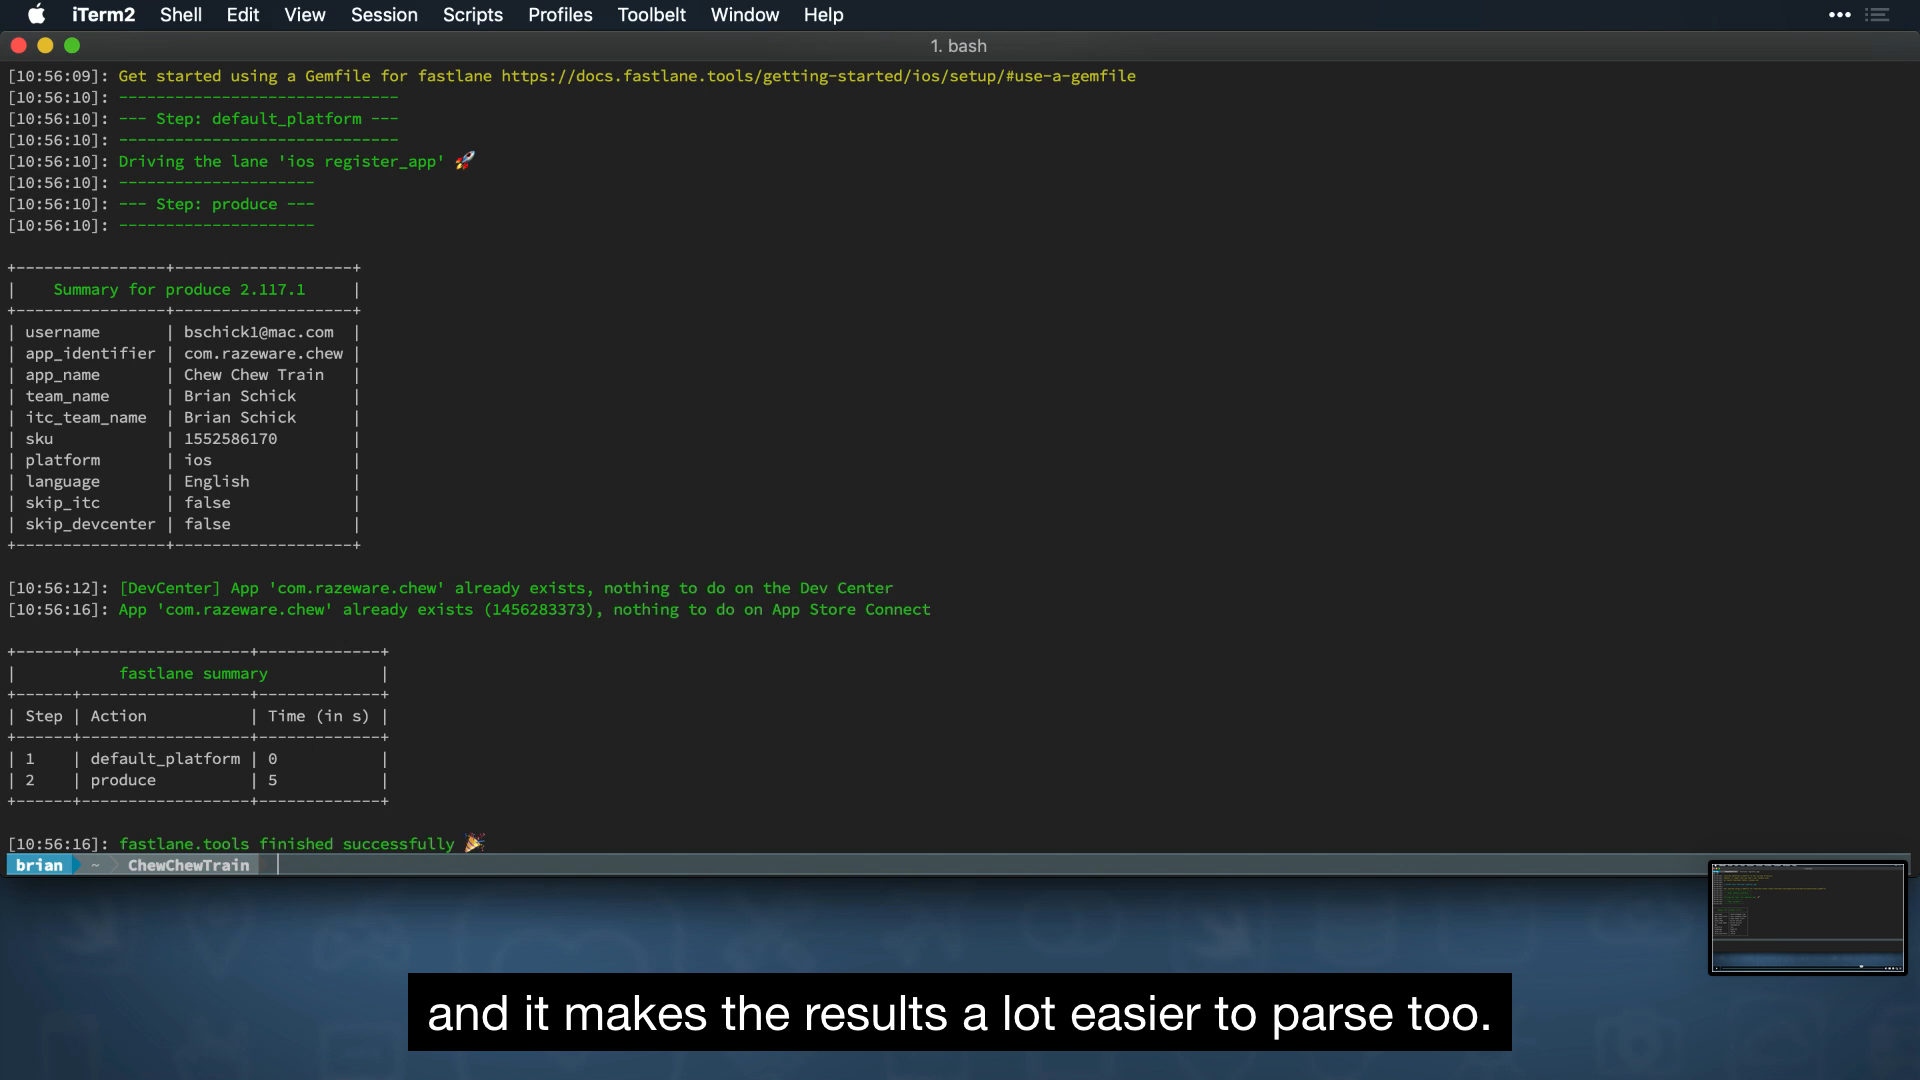 iTerm2 Shell Edit View Session Scripts Profiles Toolbelt Window Help
1. bash
[10:56:09]: Get started using a Gemfile for fastlane https://docs.fastlane.tools/getting-started/ios/setup/#use-a-gemfile
[10:56:10]: ------------------------------
[10:56:10]: --- Step: default_platform ---
[10:56:10]: ------------------------------
[10:56:10]: Driving the lane 'ios register_app' 🚀
[10:56:10]: ---------------------
[10:56:10]: --- Step: produce ---
[10:56:10]: ---------------------
+----------------+-------------------+
| Summary for produce 2.117.1 |
+----------------+-------------------+
| username | bschick1@mac.com |
| app_identifier | com.razeware.chew |
| app_name | Chew Chew Train |
| team_name | Brian Schick |
| itc_team_name | Brian Schick |
| sku | 1552586170 |
| platform | ios |
| language | English |
| skip_itc | false |
| skip_devcenter | false |
+----------------+-------------------+
[10:56:12]: [DevCenter] App 'com.razeware.chew' already exists, nothing to do on the Dev Center
[10:56:16]: App 'com.razeware.chew' already exists (1456283373), nothing to do on App Store Connect
+------+------------------+-------------+
| fastlane summary |
+------+------------------+-------------+
| Step | Action | Time (in s) |
+------+------------------+-------------+
| 1 | default_platform | 0 |
| 2 | produce | 5 |
+------+------------------+-------------+
[10:56:16]: fastlane.tools finished successfully 🎉
brian ~ ChewChewTrain
and it makes the results a lot easier to parse too.